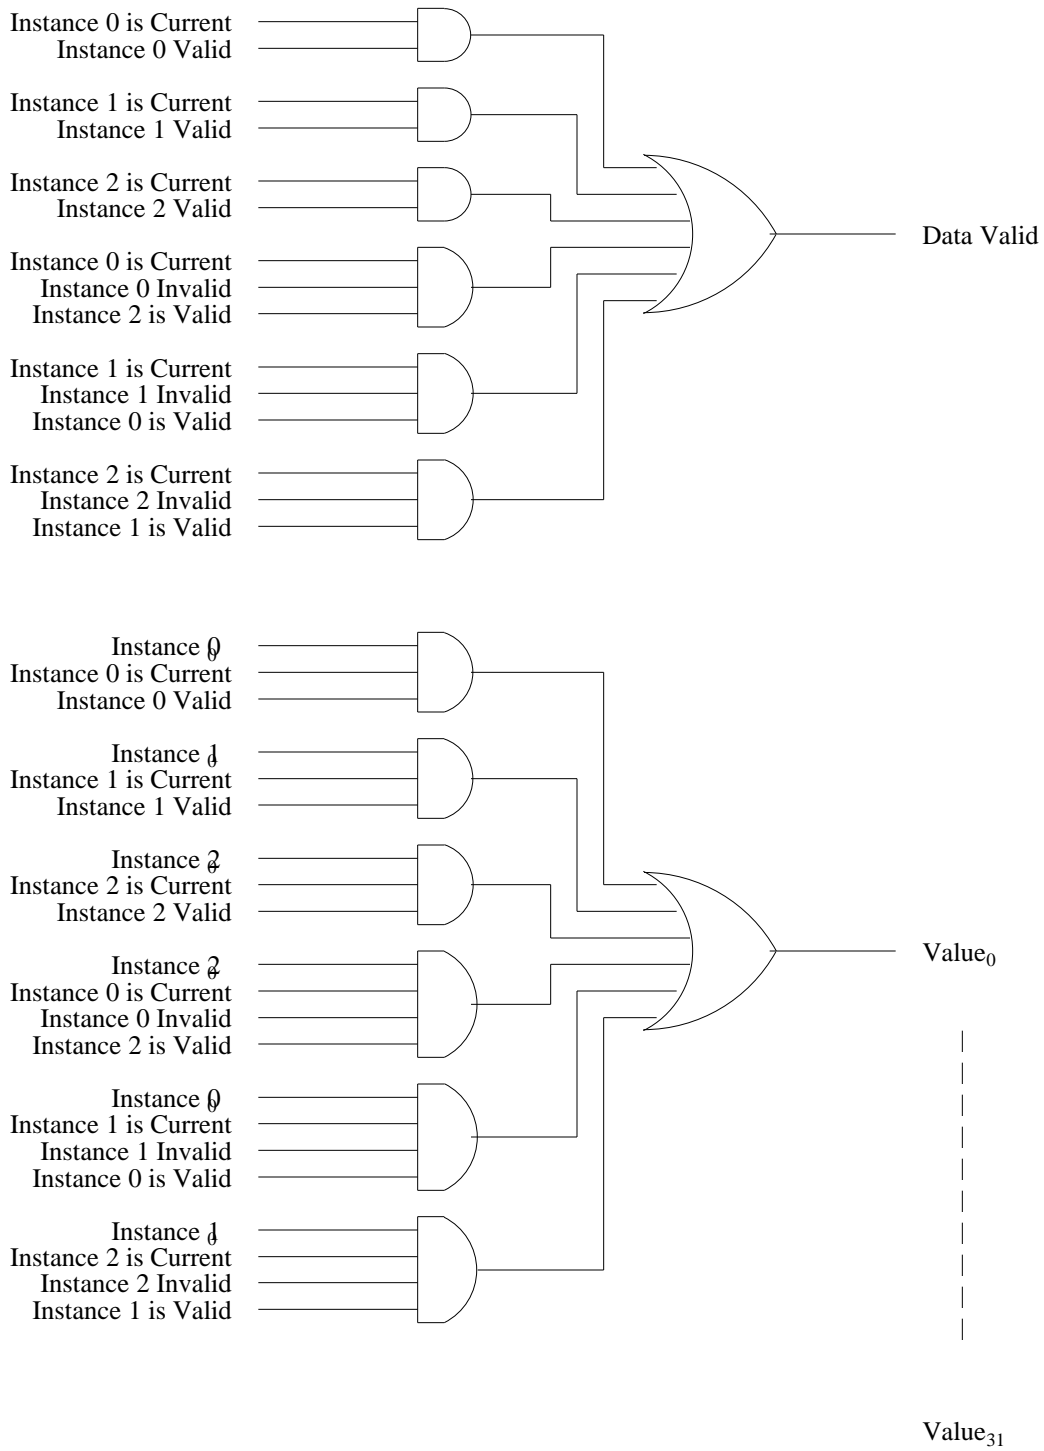 Instance 0 is Current
Instance 0 Valid
Instance 1 is Current
Instance 1 Valid
Instance 2 is Current
Instance 2 Valid
Instance 0 is Current
Instance 0 Invalid
Instance 2 is Valid
Instance 1 is Current
Instance 1 Invalid
Instance 0 is Valid
Instance 2 is Current
Instance 2 Invalid
Instance 1 is Valid
Data Valid
Instance 0₀
Instance 0 is Current
Instance 0 Valid
Instance 1₀
Instance 1 is Current
Instance 1 Valid
Instance 2₀
Instance 2 is Current
Instance 2 Valid
Instance 2₀
Instance 0 is Current
Instance 0 Invalid
Instance 2 is Valid
Instance 0₀
Instance 1 is Current
Instance 1 Invalid
Instance 0 is Valid
Instance 1₀
Instance 2 is Current
Instance 2 Invalid
Instance 1 is Valid
Value₀
Value₃₁